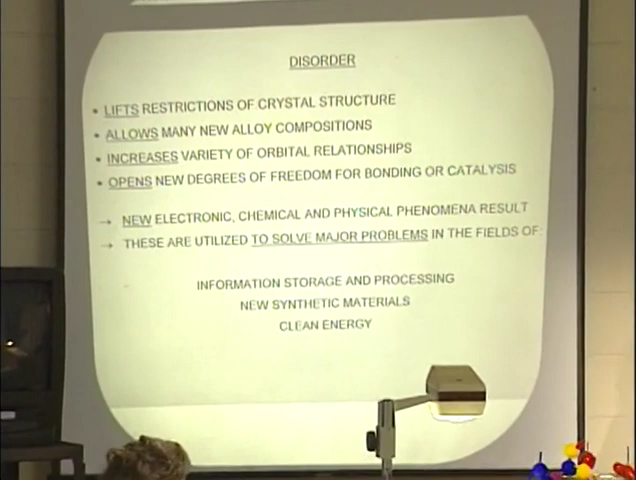 DISORDER
• LIFTS RESTRICTIONS OF CRYSTAL STRUCTURE
• ALLOWS MANY NEW ALLOY COMPOSITIONS
• INCREASES VARIETY OF ORBITAL RELATIONSHIPS
• OPENS NEW DEGREES OF FREEDOM FOR BONDING OR CATALYSIS
→ NEW ELECTRONIC, CHEMICAL AND PHYSICAL PHENOMENA RESULT
→ THESE ARE UTILIZED TO SOLVE MAJOR PROBLEMS IN THE FIELDS OF:
INFORMATION STORAGE AND PROCESSING
NEW SYNTHETIC MATERIALS
CLEAN ENERGY